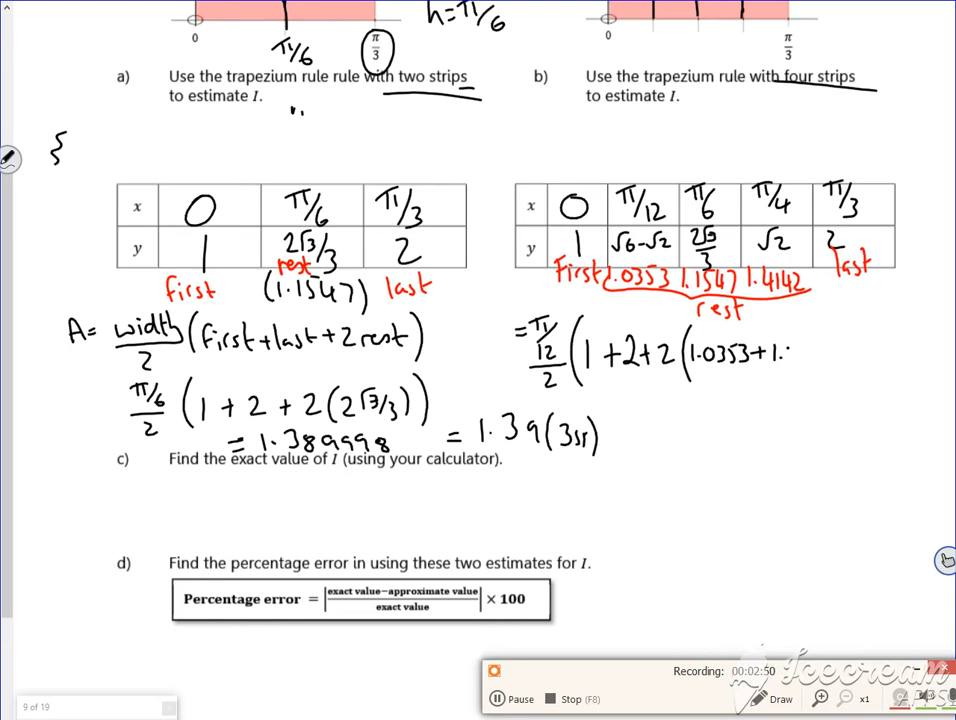 0 π/6 π/3 h=π/6
0 π/3
a) Use the trapezium rule rule with two strips to estimate I.
b) Use the trapezium rule with four strips to estimate I.
x 0 π/6 π/3
y 1 2√3/3 2
first rest (1.1547) last
x 0 π/12 π/6 π/4 π/3
y 1 √6-√2 2√3/3 √2 2
First 1.0353 1.1547 1.4142 last
rest
A= width/2 (first+last+2rest)
π/6/2 (1+2+2(2√3/3))
=1.389998 = 1.39(3sf)
=π/12/2 (1+2+2(1.0353+1.
c) Find the exact value of I (using your calculator).
d) Find the percentage error in using these two estimates for I.
Percentage error = |exact value−approximate value/exact value| × 100
Recording: 00:02:50
Pause Stop (F8) Draw x1
Icecream
APPS
9 of 19